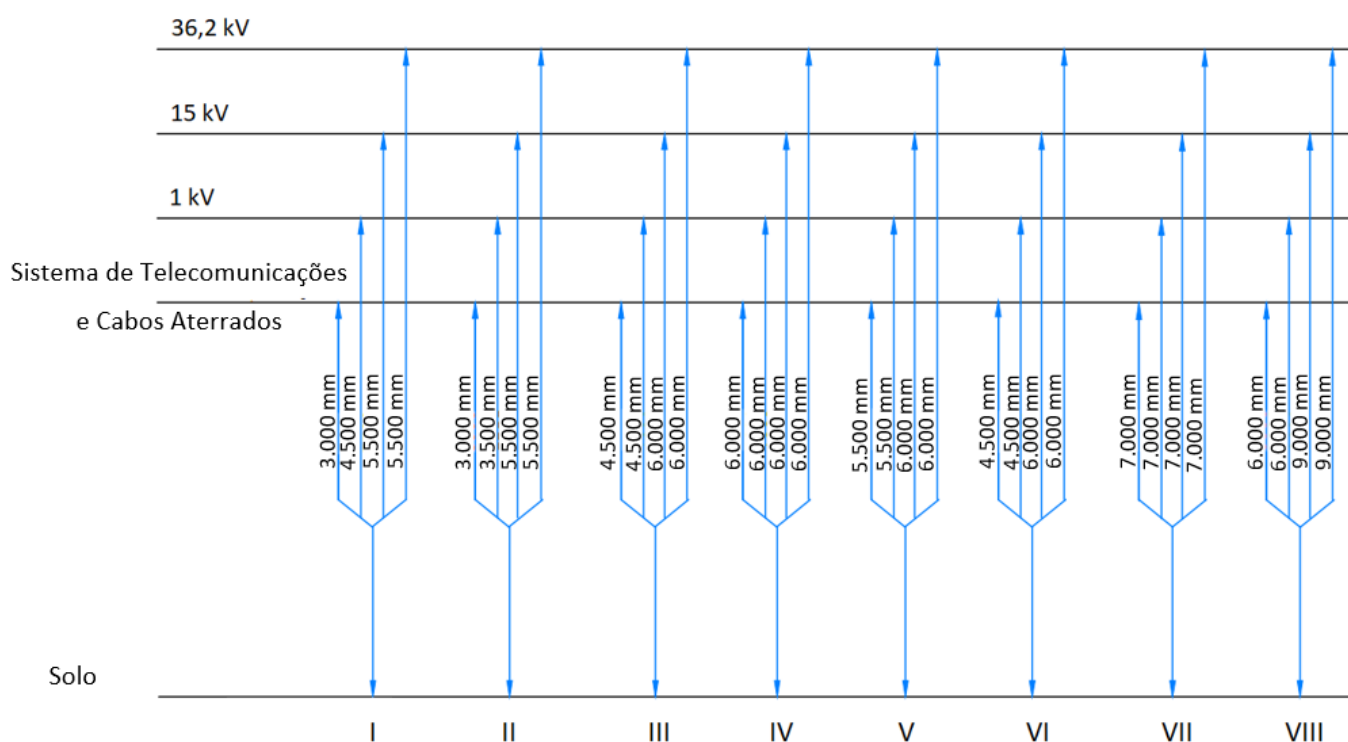 36,2 kV
15 kV
1 kV
Sistema de Telecomunicações
e Cabos Aterrados
3.000 mm
4.500 mm
5.500 mm
5.500 mm
3.000 mm
3.500 mm
5.500 mm
5.500 mm
4.500 mm
4.500 mm
6.000 mm
6.000 mm
6.000 mm
6.000 mm
6.000 mm
6.000 mm
5.500 mm
5.500 mm
6.000 mm
6.000 mm
4.500 mm
4.500 mm
6.000 mm
6.000 mm
7.000 mm
7.000 mm
7.000 mm
7.000 mm
6.000 mm
6.000 mm
9.000 mm
9.000 mm
Solo
I II III IV V VI VII VIII